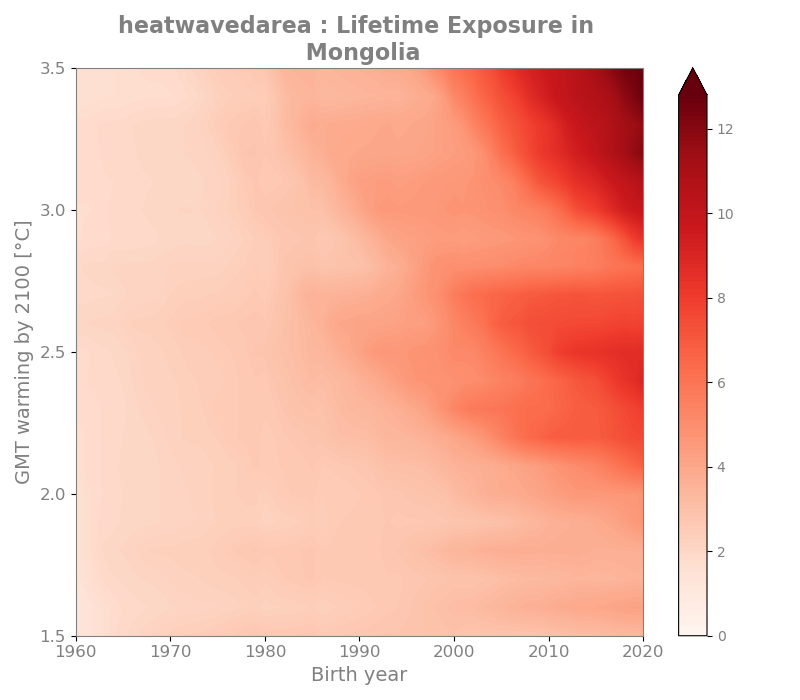 heatwavedarea : Lifetime Exposure in
Mongolia
3.5
3.0
2.5
2.0
1.5
GMT warming by 2100 [°C]
1960 1970 1980 1990 2000 2010 2020
Birth year
12
10
8
6
4
2
0